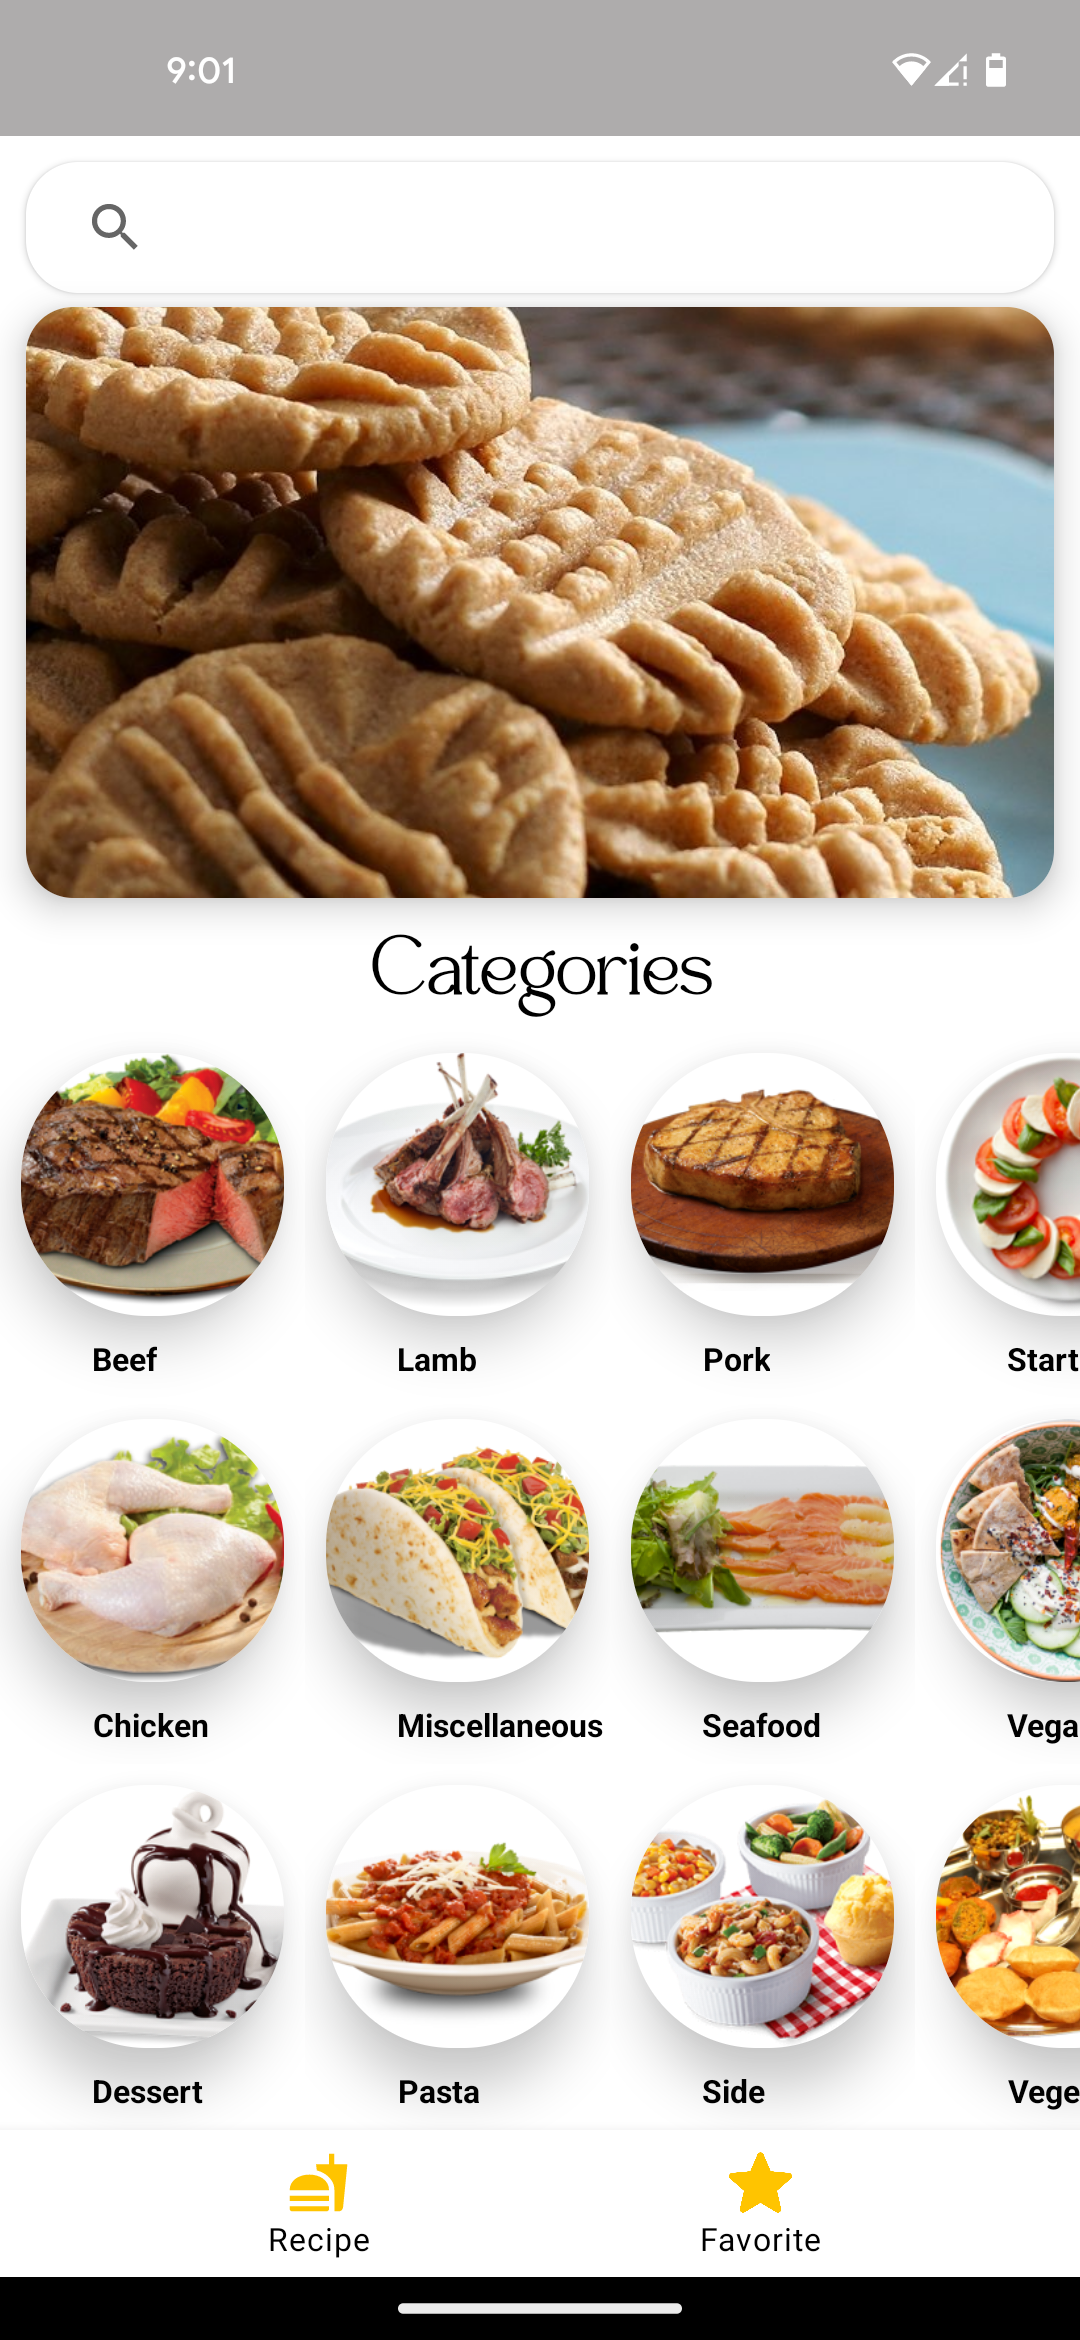 9:01
Categories
Beef Lamb Pork Start
Chicken Miscellaneous Seafood Vega
Dessert Pasta Side Vege
Recipe Favorite